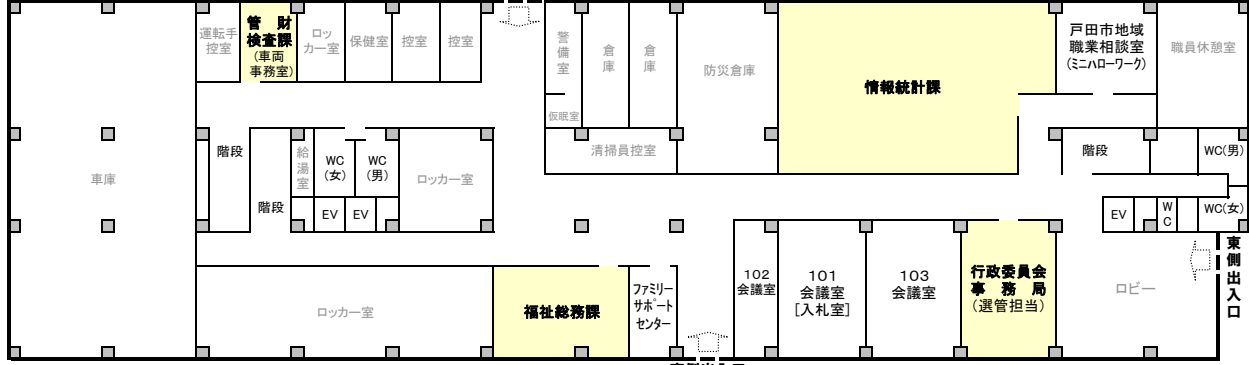 運転手
控室
管 財
検査課
(車両
事務室)
ロッ
カー室
保健室
控室
控室
警備室
仮眠室
倉庫
倉庫
防災倉庫
情報統計課
戸田市地域
職業相談室
(ミニハローワーク)
職員休憩室
車庫
階段
階段
給湯室
WC
(女)
WC
(男)
EV
EV
ロッカー室
清掃員控室
階段
WC(男)
WC(女)
EV
WC
ロッカー室
福祉総務課
ファミリー
サポート
センター
102
会議室
101
会議室
[入札室]
103
会議室
行政委員会
事 務 局
(選管担当)
ロビー
東側出入口